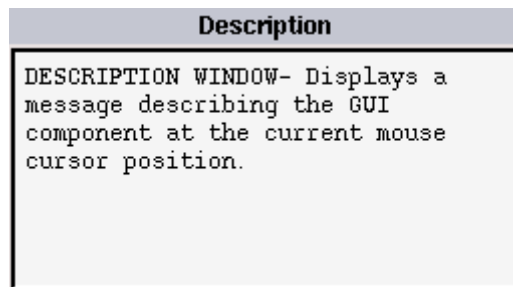 Description
DESCRIPTION WINDOW- Displays a
message describing the GUI
component at the current mouse
cursor position.